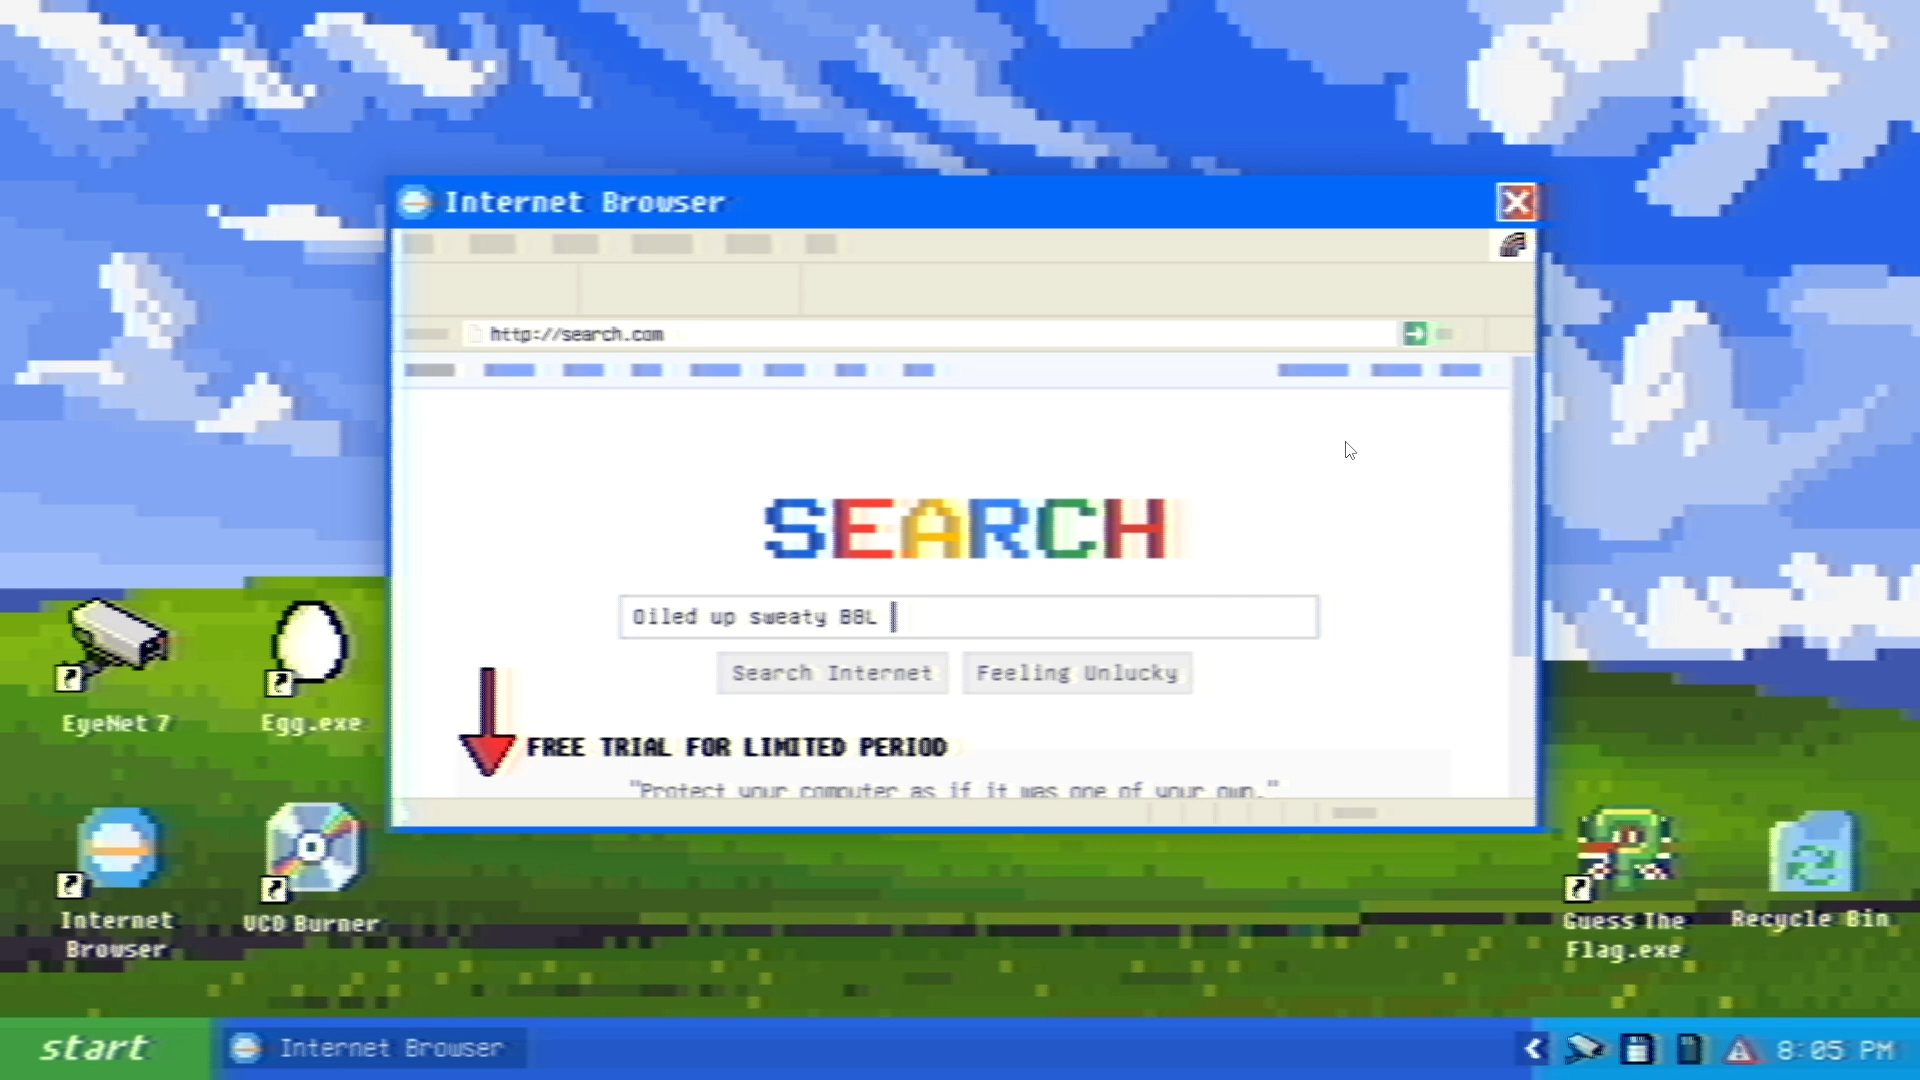 Internet Browser
http://search.com
SEARCH
Oiled up sweaty BBL
Search Internet
Feeling Unlucky
FREE TRIAL FOR LIMITED PERIOD
"Protect your computer as if it was one of your own."
EyeNet 7
Egg.exe
Internet
Browser
VCD Burner
Guess The
Flag.exe
Recycle Bin
start
Internet Browser
8:05 PM